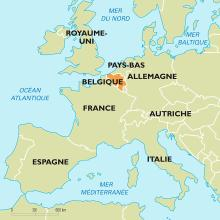 MER
DU NORD
ROYAUME-
UNI
MER
BALTIQUE
PAYS-BAS
ALLEMAGNE
BELGIQUE
OCÉAN
ATLANTIQUE
FRANCE
AUTRICHE
ESPAGNE
ITALIE
MER
MÉDITERRANÉE